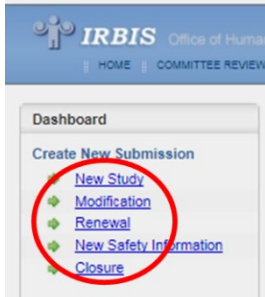 IRBIS Office of Huma
HOME COMMITTEE REVIEW
Dashboard
Create New Submission
New Study
Modification
Renewal
New Safety Information
Closure